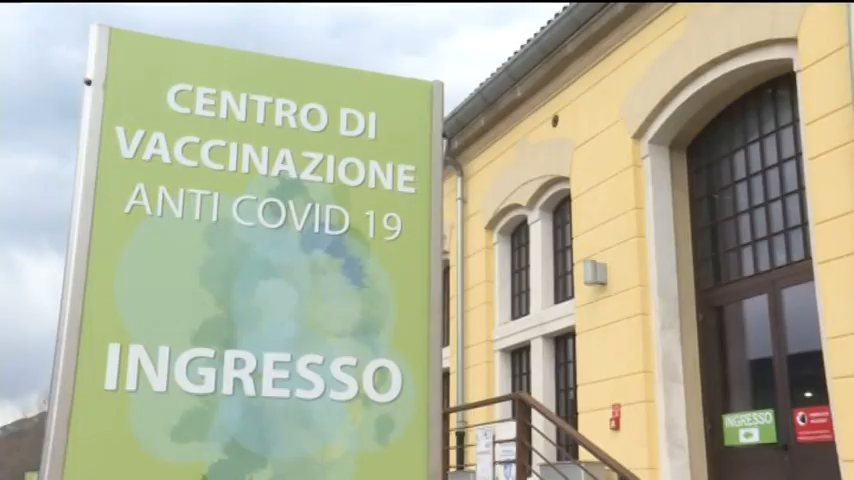 CENTRO DI
VACCINAZIONE
ANTI COVID 19
INGRESSO
INGRESSO